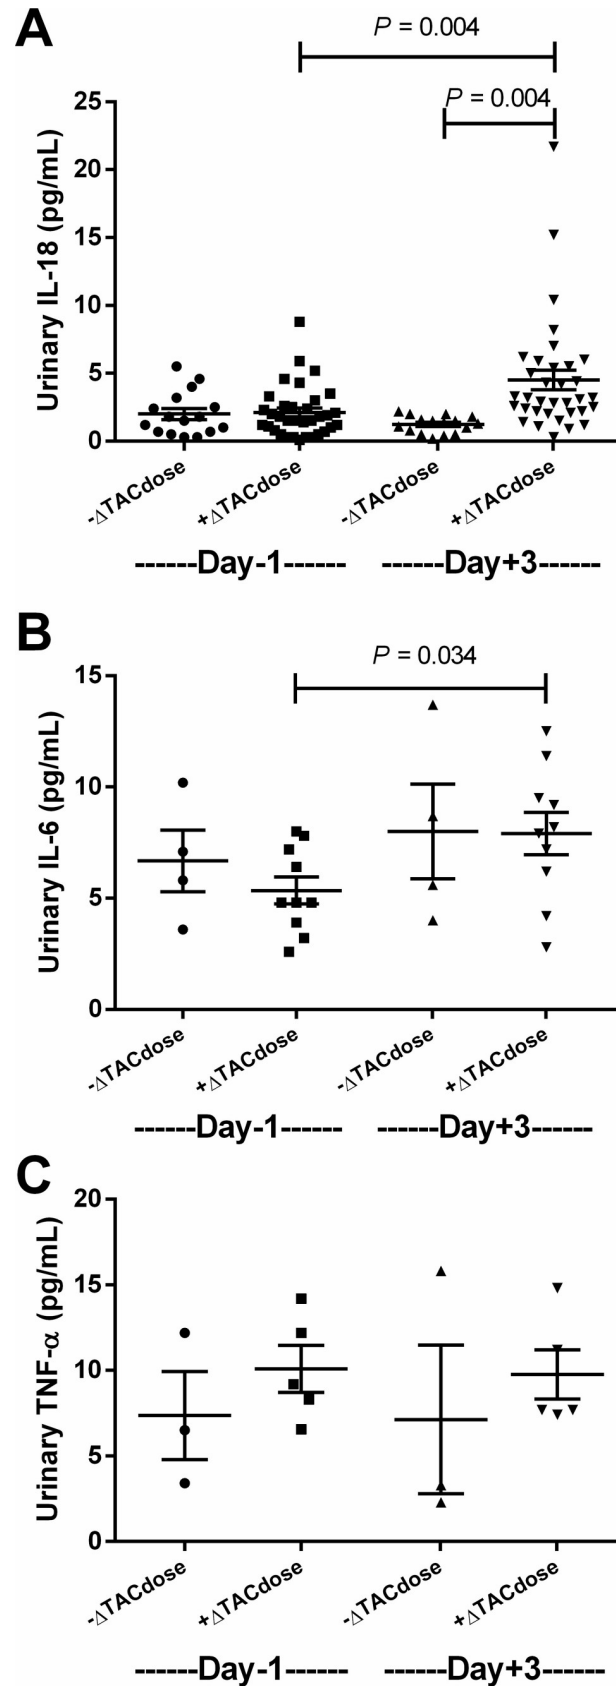 A
P = 0.004
P = 0.004
Urinary IL-18 (pg/mL)
25
20
15
10
5
0
-ΔTACdose
+ΔTACdose
-ΔTACdose
+ΔTACdose
------Day-1------
------Day+3------
B
P = 0.034
Urinary IL-6 (pg/mL)
15
10
5
0
-ΔTACdose
+ΔTACdose
-ΔTACdose
+ΔTACdose
------Day-1------
------Day+3------
C
Urinary TNF-α (pg/mL)
20
15
10
5
0
-ΔTACdose
+ΔTACdose
-ΔTACdose
+ΔTACdose
------Day-1------
------Day+3------